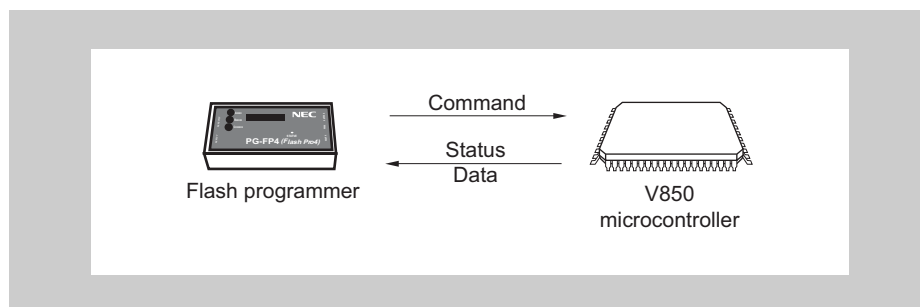 Command
NEC
PG-FP4 (Flash Pro4)
Status
Data
Flash programmer
V850
microcontroller